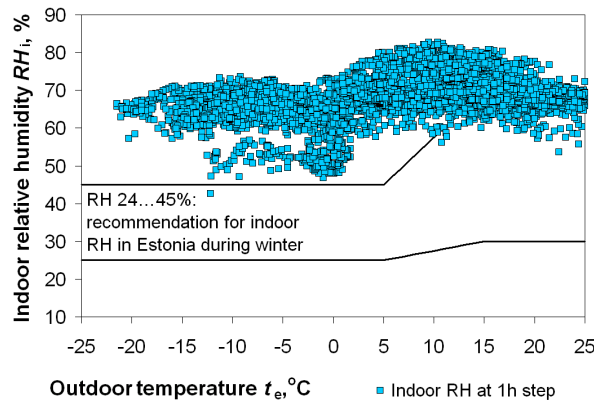 Indoor relative humidity RHi, %
90
80
70
60
50
40
30
20
10
RH 24…45%:
recommendation for indoor
RH in Estonia during winter
-25 -20 -15 -10 -5 0 5 10 15 20 25
Outdoor temperature te,°C
Indoor RH at 1h step